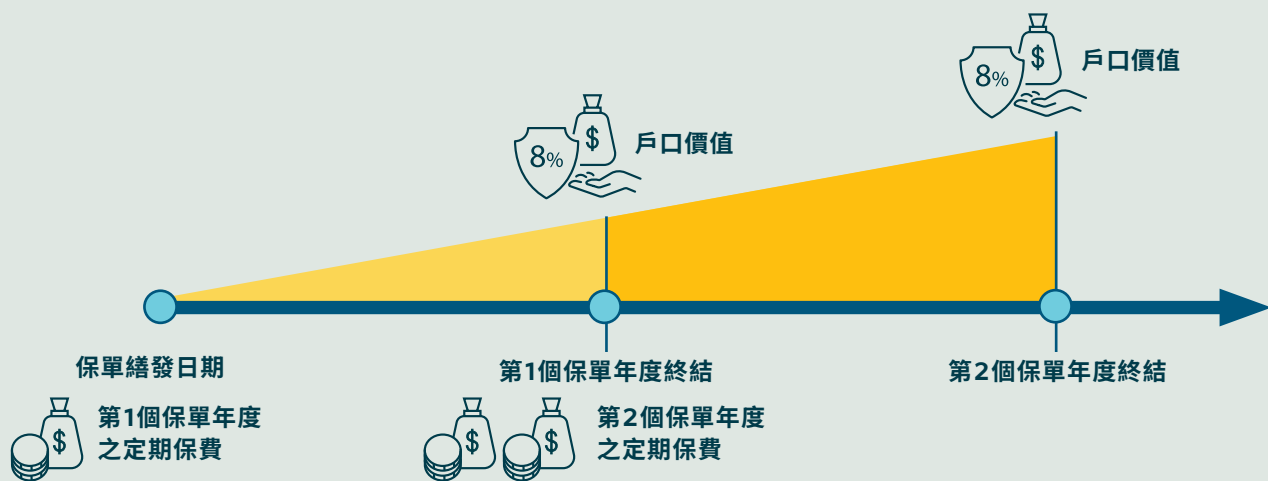 $
8%
戶口價值
$
8%
戶口價值
保單繕發日期
第1個保單年度終結
第2個保單年度終結
$
第1個保單年度
之定期保費
$
$
第2個保單年度
之定期保費